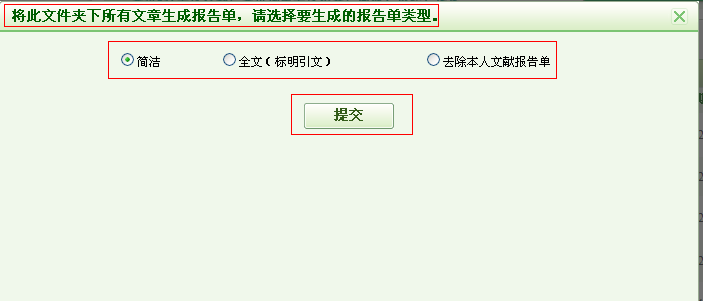 将此文件夹下所有文章生成报告单，请选择要生成的报告单类型。
简洁 全文（标明引文） 去除本人文献报告单
提交